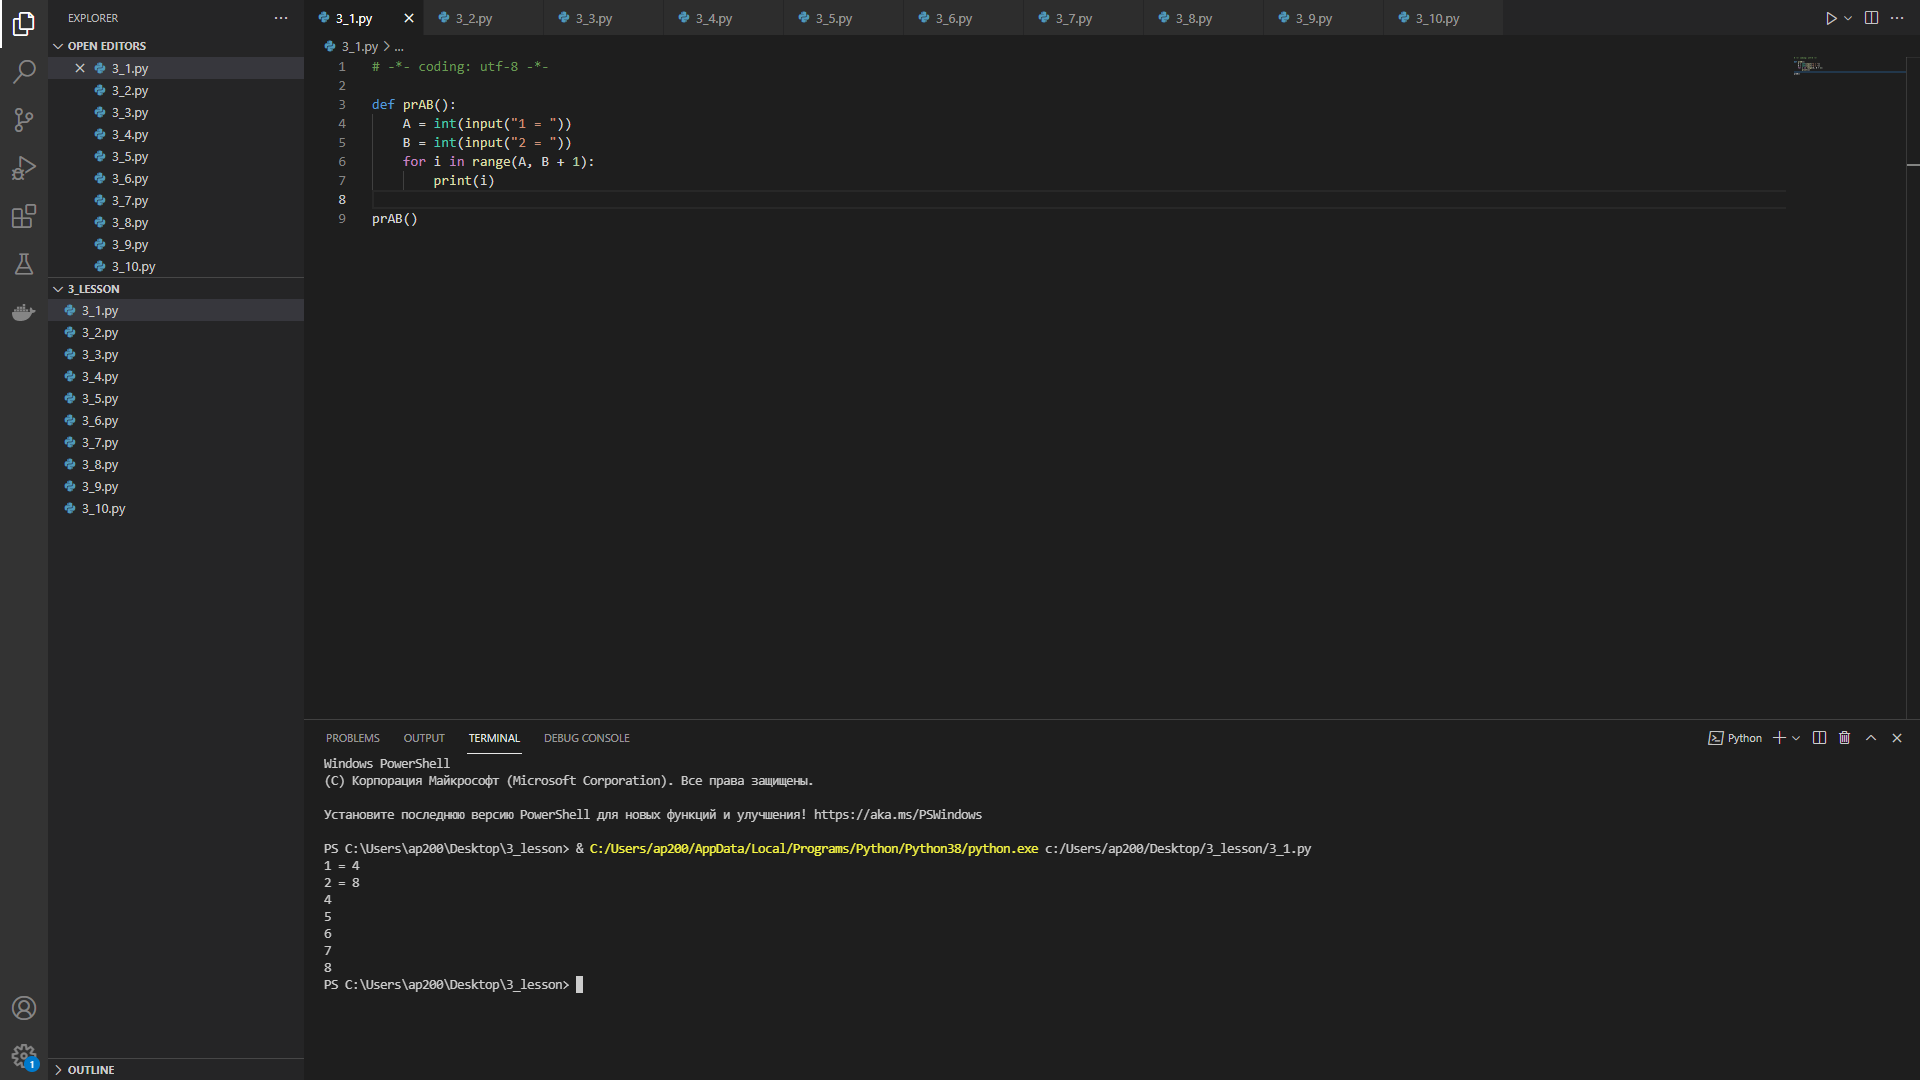 EXPLORER
OPEN EDITORS
3_1.py
3_2.py
3_3.py
3_4.py
3_5.py
3_6.py
3_7.py
3_8.py
3_9.py
3_10.py
3_LESSON
3_1.py
3_2.py
3_3.py
3_4.py
3_5.py
3_6.py
3_7.py
3_8.py
3_9.py
3_10.py
1
OUTLINE
3_1.py 3_2.py 3_3.py 3_4.py 3_5.py 3_6.py 3_7.py 3_8.py 3_9.py 3_10.py
3_1.py > ...
1 # -*- coding: utf-8 -*-
2
3 def prAB():
4     A = int(input("1 = "))
5     B = int(input("2 = "))
6     for i in range(A, B + 1):
7         print(i)
8
9 prAB()
PROBLEMS OUTPUT TERMINAL DEBUG CONSOLE Python
Windows PowerShell
(C) Корпорация Майкрософт (Microsoft Corporation). Все права защищены.
Установите последнюю версию PowerShell для новых функций и улучшения! https://aka.ms/PSWindows
PS C:\Users\ap200\Desktop\3_lesson> & C:/Users/ap200/AppData/Local/Programs/Python/Python38/python.exe c:/Users/ap200/Desktop/3_lesson/3_1.py
1 = 4
2 = 8
4
5
6
7
8
PS C:\Users\ap200\Desktop\3_lesson>